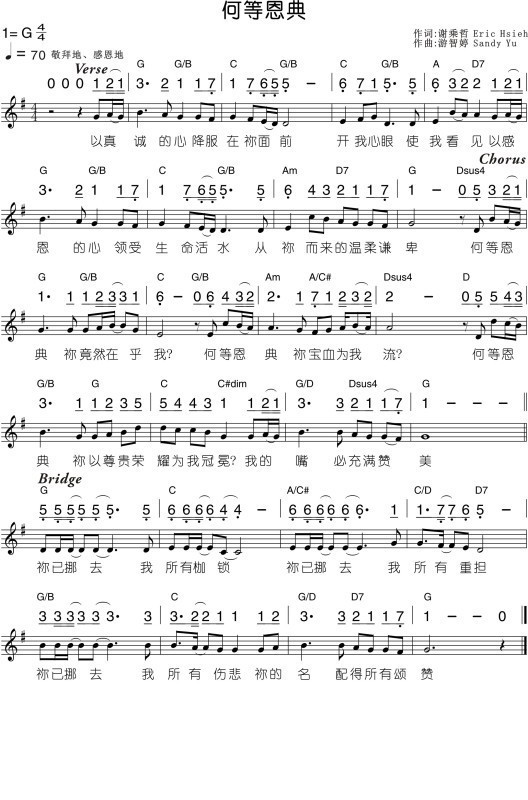 何等恩典
1= G 4/4
作词:谢乘哲 Eric Hsieh
作曲:游智婷 Sandy Yu
♩ = 70 敬拜地、感恩地
Verse
G G/B C G/B C G/B A D7
0 0 0 0 1 2 1 | 3· 2 1 1 1 7 | 1 7 6 5 5 – | 6 7 1 5· 5 | 6 3 2 2 1 2 1
以真 诚的心降服在祢面前 开我心眼使我看见以感
Chorus
G G/B C G/B Am D7 G Dsus4
3· 2 1 1 7 | 1 7 6 5 5· 5 | 6 4 3 2 1 1 7 | 1 – 0 5 3 2 1
恩的心领受生命活水从祢而来的温柔谦卑 何等恩
G G/B C G/B Am A/C# Dsus4 D
1· 1 1 2 3 3 1 | 6 – 0 6 4 3 2 | 2· 1 7 1 2 3 2 | 2 – 0 5 5 4 3
典祢竟然在乎我? 何等恩典祢宝血为我流? 何等恩
G/B G C C#dim G/D Dsus4 G
3· 1 1 1 2 3 | 5 5 4 4 3 1 1 2 1 | 3· 3 2 1 1 7 | 1 – – –
典祢以尊贵荣耀为我冠冕?我的嘴必充满赞美
Bridge
G C A/C# C/D D7
5 5 5 5 5 5· 5 | 6 6 6 6 6 4 4 – | 6 6 6 6 6 6· 1 | 1· 7 7 6 5
祢已挪去我所有枷锁 祢已挪去我所有重担
G/B C G/D D7 G
3 3 3 3 3 3· 3 | 3· 2 2 1 1 1 1 | 3· 3 2 1 1 7 | 1 – – 0
祢已挪去我所有伤悲祢的名配得所有颂赞